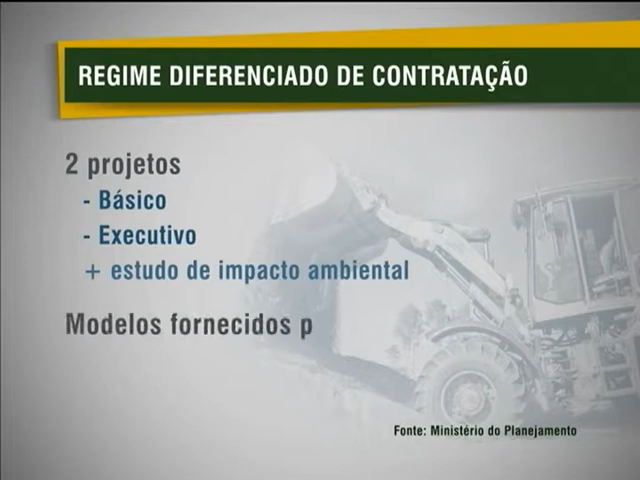 REGIME DIFERENCIADO DE CONTRATAÇÃO
2 projetos
- Básico
- Executivo
+ estudo de impacto ambiental
Modelos fornecidos p
Fonte: Ministério do Planejamento